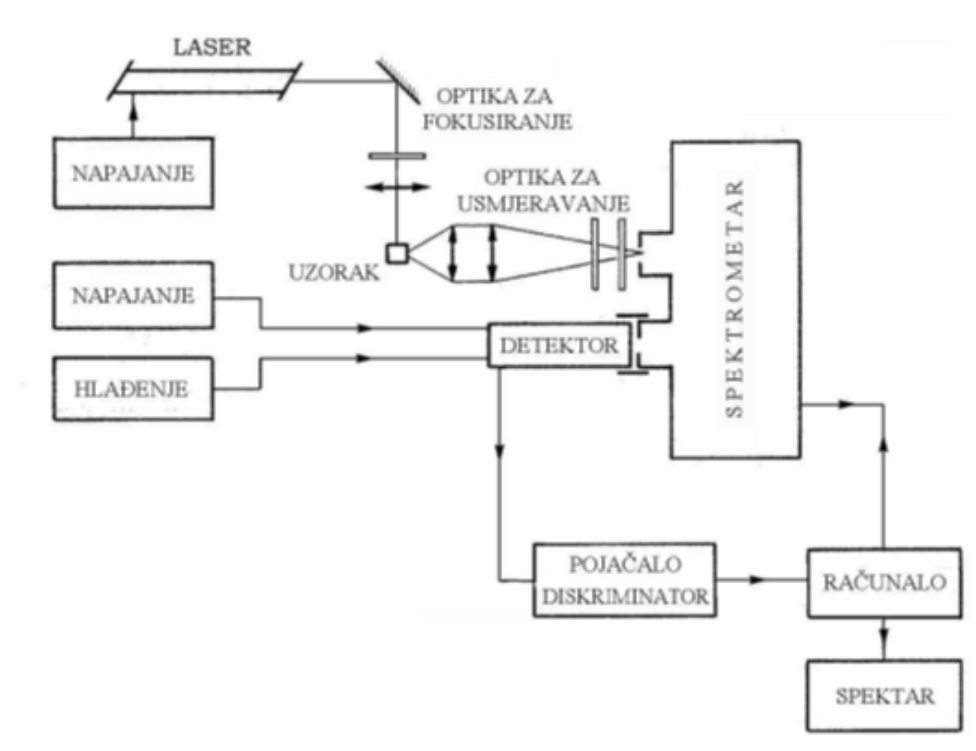 LASER
OPTIKA ZA
FOKUSIRANJE
NAPAJANJE
OPTIKA ZA
USMJERAVANJE
UZORAK
NAPAJANJE
DETEKTOR
HLAĐENJE
SPEKTROMETAR
POJAČALO
DISKRIMINATOR
RAČUNALO
SPEKTAR